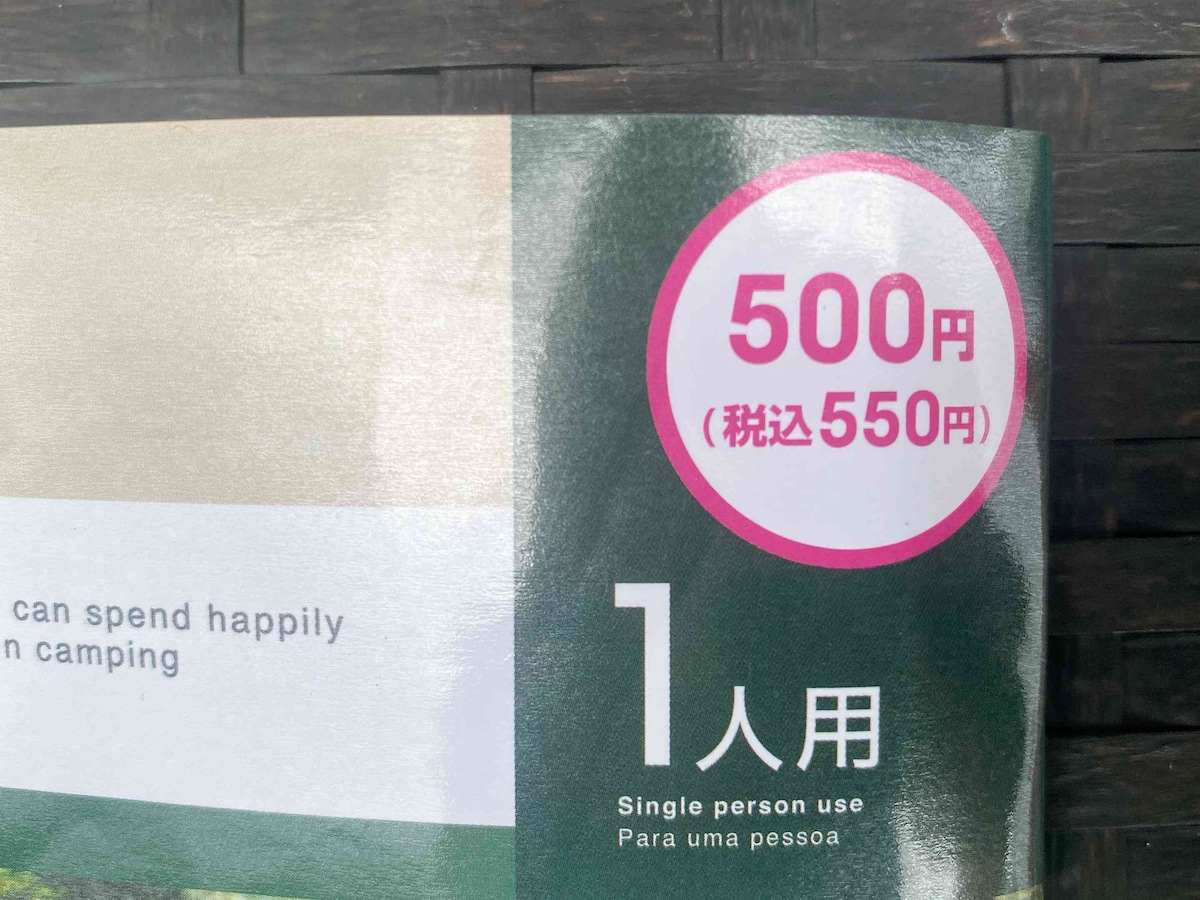 500円
(税込550円)
can spend happily
n camping
1人用
Single person use
Para uma pessoa